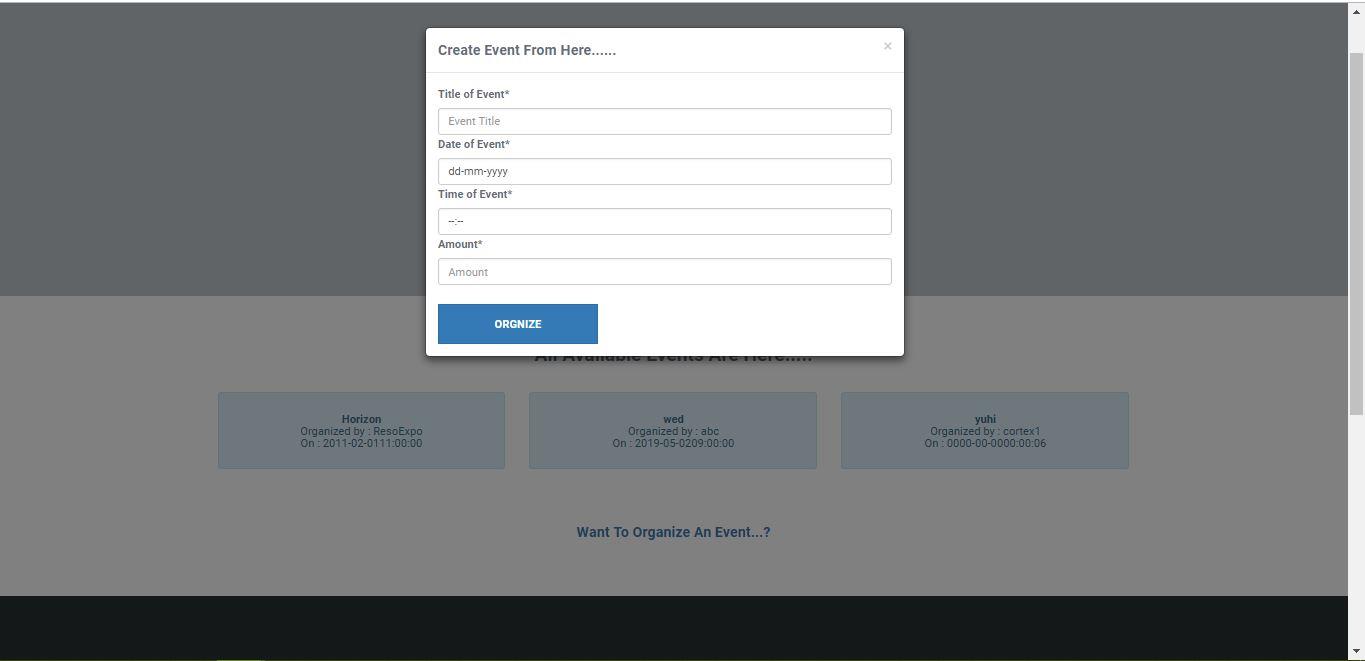 Create Event From Here......
×
Title of Event*
Event Title
Date of Event*
dd-mm-yyyy
Time of Event*
--:--
Amount*
Amount
ORGNIZE
All Available Events Are Here.....
Horizon
Organized by : ResoExpo
On : 2011-02-0111:00:00
wed
Organized by : abc
On : 2019-05-0209:00:00
yuhi
Organized by : cortex1
On : 0000-00-0000:00:06
Want To Organize An Event...?